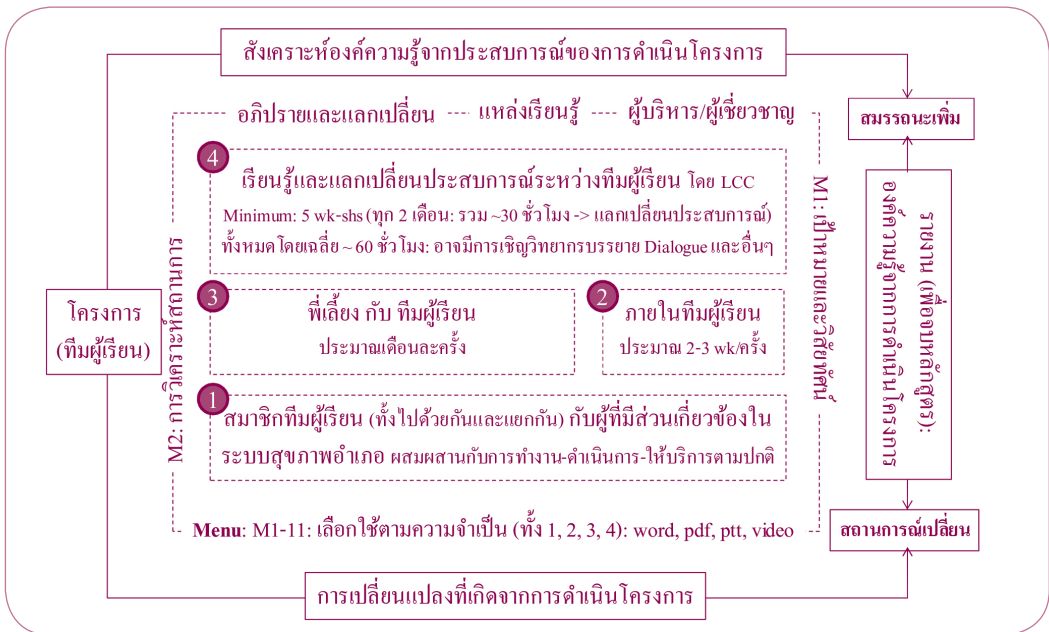 สังเคราะห์องค์ความรู้จากประสบการณ์ของการดำเนินโครงการ
อภิปรายและแลกเปลี่ยน
แหล่งเรียนรู้
ผู้บริหาร/ผู้เชี่ยวชาญ
สมรรถนะเพิ่ม
4
เรียนรู้และแลกเปลี่ยนประสบการณ์ระหว่างทีมผู้เรียน โดย LCC
Minimum: 5 wk-shs (ทุก 2 เดือน: รวม ~30 ชั่วโมง -> แลกเปลี่ยนประสบการณ์)
ทั้งหมดโดยเฉลี่ย ~ 60 ชั่วโมง: อาจมีการเชิญวิทยากรบรรยาย Dialogue และอื่นๆ
โครงการ
(ทีมผู้เรียน)
M2: การวิเคราะห์สถานการ
3
พี่เลี้ยง กับ ทีมผู้เรียน
ประมาณเดือนละครั้ง
2
ภายในทีมผู้เรียน
ประมาณ 2-3 wk/ครั้ง
M1: เป้าหมายและวิสัยทัศน์
รายงาน (เพื่อจบหลักสูตร):
องค์ความรู้จากการดำเนินโครงการ
1
สมาชิกทีมผู้เรียน (ทั้งไปด้วยกันและแยกกัน) กับผู้ที่มีส่วนเกี่ยวข้องใน
ระบบสุขภาพอำเภอ ผสมผสานกับการทำงาน-ดำเนินการ-ให้บริการตามปกติ
Menu: M1-11: เลือกใช้ตามความจำเป็น (ทั้ง 1, 2, 3, 4): word, pdf, ptt, video
สถานการณ์เปลี่ยน
การเปลี่ยนแปลงที่เกิดจากการดำเนินโครงการ